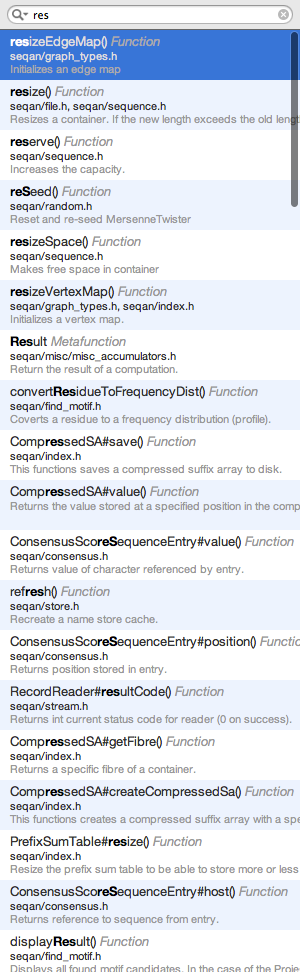 res
resizeEdgeMap() Function
seqan/graph_types.h
Initializes an edge map
resize() Function
seqan/file.h, seqan/sequence.h
Resizes a container. If the new length exceeds the old length
reserve() Function
seqan/sequence.h
Increases the capacity.
reSeed() Function
seqan/random.h
Reset and re-seed MersenneTwister
resizeSpace() Function
seqan/sequence.h
Makes free space in container
resizeVertexMap() Function
seqan/graph_types.h, seqan/index.h
Initializes a vertex map.
Result Metafunction
seqan/misc/misc_accumulators.h
Return the result of a computation.
convertResidueToFrequencyDist() Function
seqan/find_motif.h
Coverts a residue to a frequency distribution (profile).
CompressedSA#save() Function
seqan/index.h
This functions saves a compressed suffix array to disk.
CompressedSA#value() Function
Returns the value stored at a specified position in the comp
ConsensusScoreSequenceEntry#value() Function
seqan/consensus.h
Returns value of character referenced by entry.
refresh() Function
seqan/store.h
Recreate a name store cache.
ConsensusScoreSequenceEntry#position() Functio
seqan/consensus.h
Returns position stored in entry.
RecordReader#resultCode() Function
seqan/stream.h
Returns int current status code for reader (0 on success).
CompressedSA#getFibre() Function
seqan/index.h
Returns a specific fibre of a container.
CompressedSA#createCompressedSa() Function
seqan/index.h
This functions creates a compressed suffix array with a spe
PrefixSumTable#resize() Function
seqan/index.h
Resize the prefix sum table to be able to store more or less
ConsensusScoreSequenceEntry#host() Function
seqan/consensus.h
Returns reference to sequence from entry.
displayResult() Function
seqan/find_motif.h
Displays all found motif candidates. In the case of the Proje